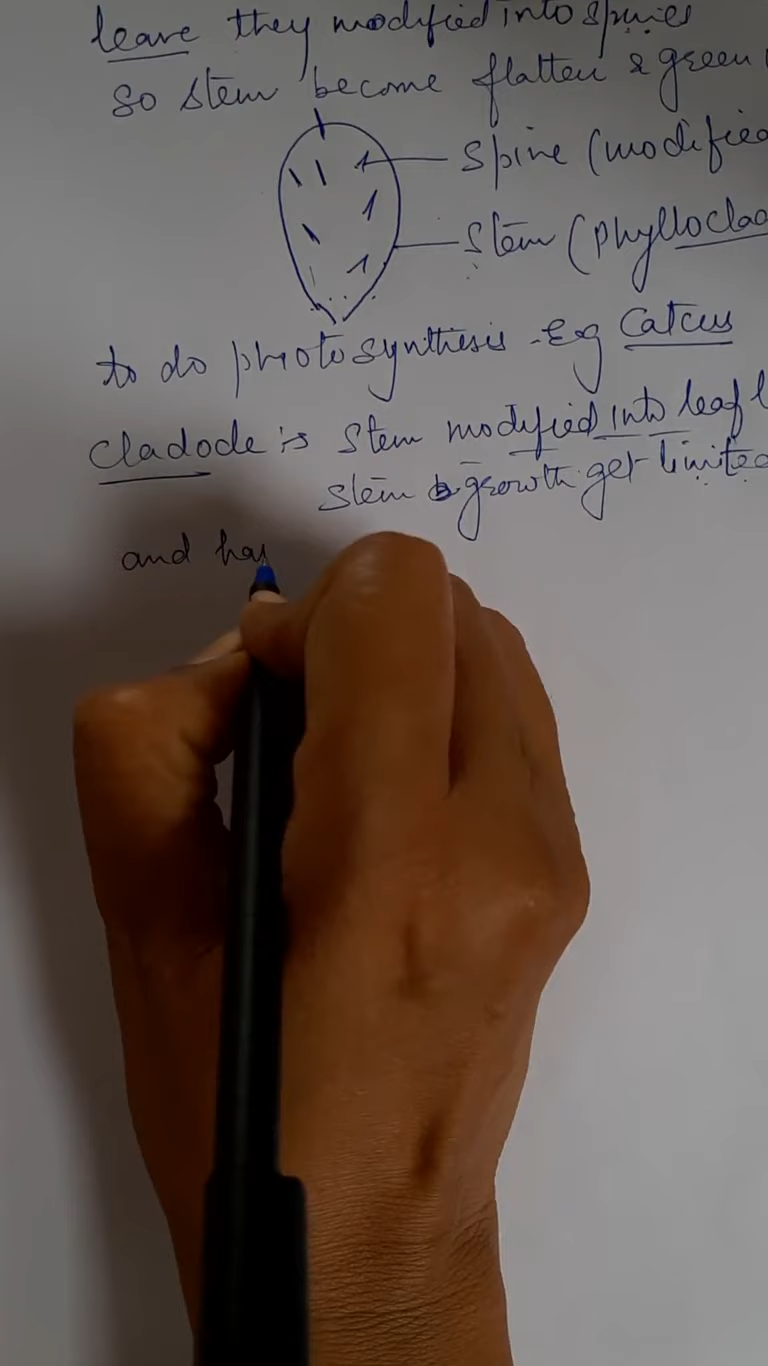 leave they modified into spines
so stem become flatten & green
Spine (modified
Stem (phylloclad
to do photosynthesis. Eg Catcus
Cladode is stem modified into leaf l
stem growth get limited
and has